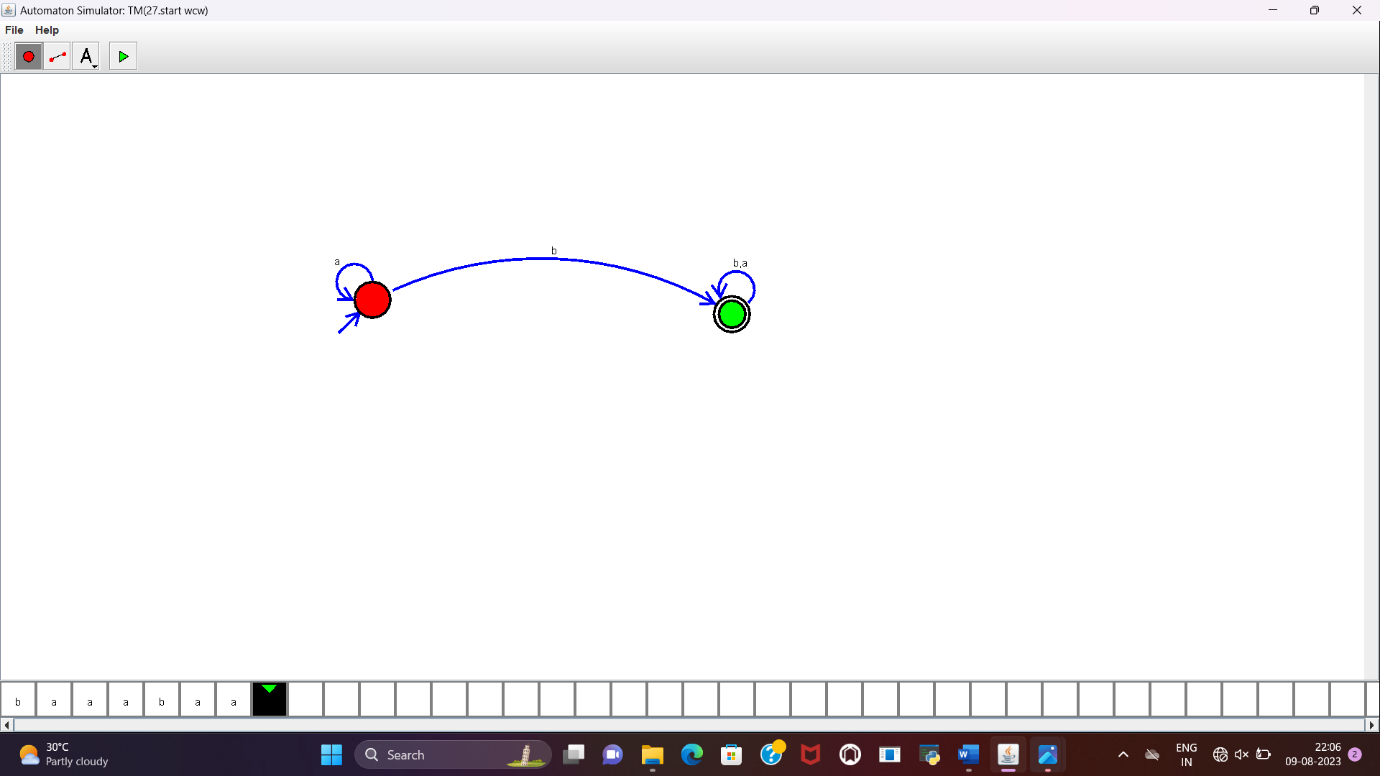 Automaton Simulator: TM(27.start wcw)
File Help
A
b
a
b,a
b a a a b a a
30°C
Partly cloudy
Search
ENG
IN
22:06
09-08-2023
2